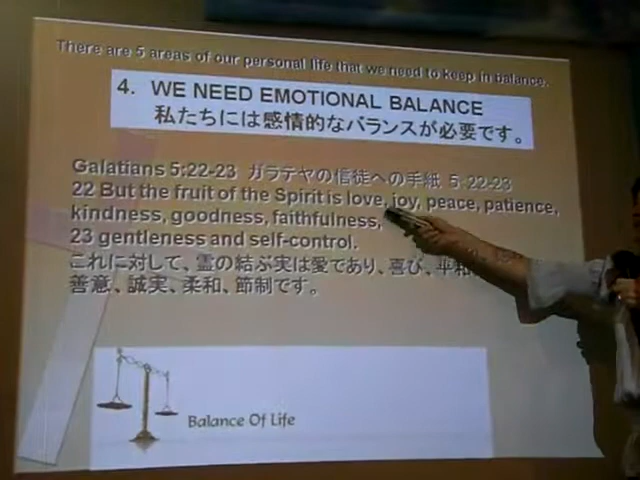 There are 5 areas of our personal life that we need to keep in balance.
4. WE NEED EMOTIONAL BALANCE
私たちには感情的なバランスが必要です。
Galatians 5:22-23 ガラテヤの信徒への手紙 5:22-23
22 But the fruit of the Spirit is love, joy, peace, patience,
kindness, goodness, faithfulness,
23 gentleness and self-control.
これに対して、霊の結ぶ実は愛であり、喜び、平和
善意、誠実、柔和、節制です。
Balance Of Life